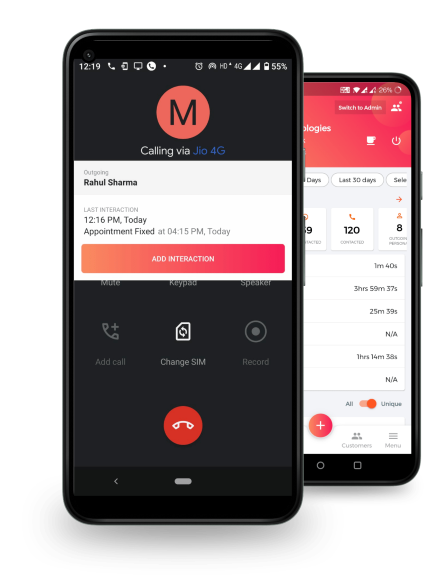 12:19
HD 4G 55%
M
Calling via Jio 4G
Outgoing
Rahul Sharma
LAST INTERACTION
12:16 PM, Today
Appointment Fixed at 04:15 PM, Today
ADD INTERACTION
Mute Keypad Speaker
Add call Change SIM Record
26%
Switch to Admin
ologies
Days Last 30 days Sele
59 120 8
CONTACTED
1m 40s
3hrs 59m 37s
25m 39s
N/A
1hrs 14m 38s
N/A
All Unique
+
Customers Menu